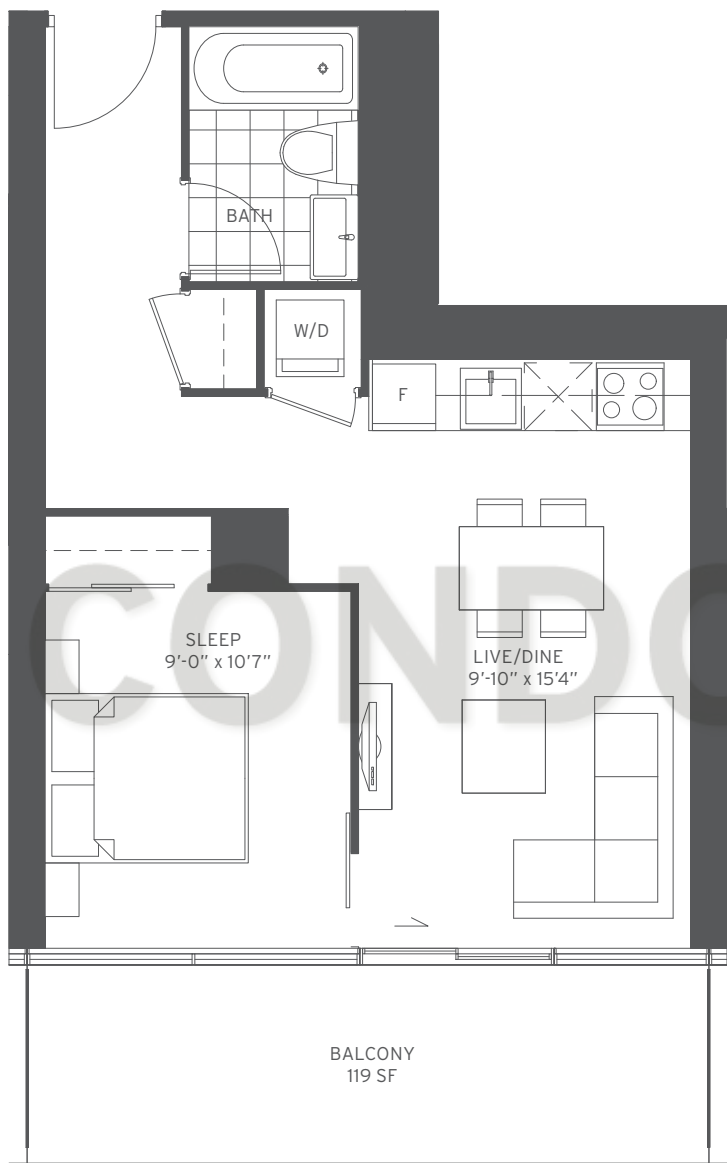 BATH
W/D
F
SLEEP
9'-0" x 10'7"
LIVE/DINE
9'-10" x 15'4"
CONDO
BALCONY
119 SF